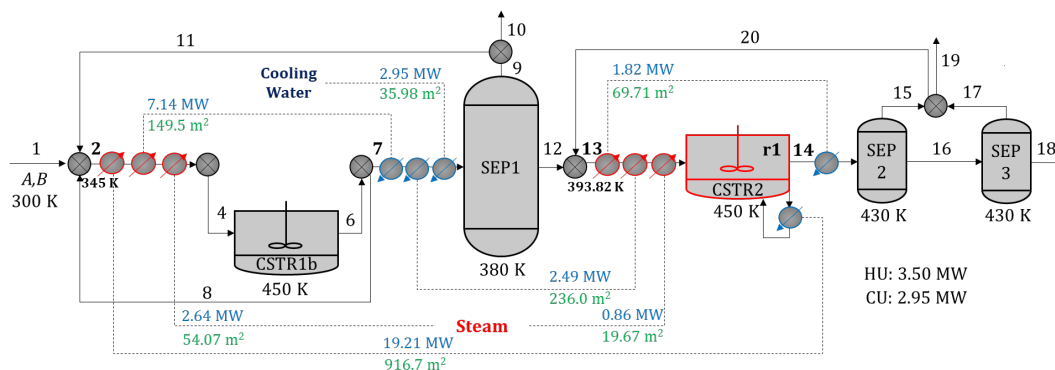 10
11
20
9
19
Cooling
Water
2.95 MW
35.98 m²
1.82 MW
69.71 m²
7.14 MW
149.5 m²
15
17
1
2
7
12
13
r1
14
16
18
A,B
300 K
345 K
SEP1
393.82 K
CSTR2
450 K
SEP
2
SEP
3
430 K
430 K
4
6
CSTR1b
450 K
380 K
8
2.49 MW
236.0 m²
HU: 3.50 MW
CU: 2.95 MW
2.64 MW
54.07 m²
Steam
0.86 MW
19.67 m²
19.21 MW
916.7 m²